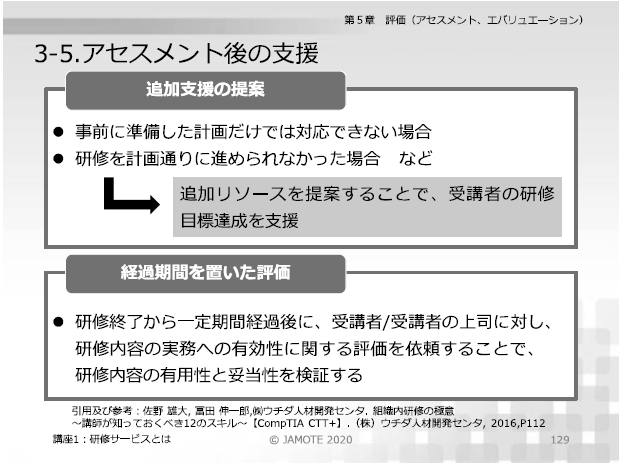 第５章　評価（アセスメント、エバリュエーション）
3-5.アセスメント後の支援
追加支援の提案
● 事前に準備した計画だけでは対応できない場合
● 研修を計画通りに進められなかった場合　など
追加リソースを提案することで、受講者の研修
目標達成を支援
経過期間を置いた評価
● 研修終了から一定期間経過後に、受講者/受講者の上司に対し、
研修内容の実務への有効性に関する評価を依頼することで、
研修内容の有用性と妥当性を検証する
引用及び参考：佐野 雄大, 冨田 伸一郎,㈱ウチダ人材開発センタ, 組織内研修の極意
～講師が知っておくべき12のスキル～【CompTIA CTT+】.（株）ウチダ人材開発センタ, 2016,P112
講座1：研修サービスとは
© JAMOTE 2020
129